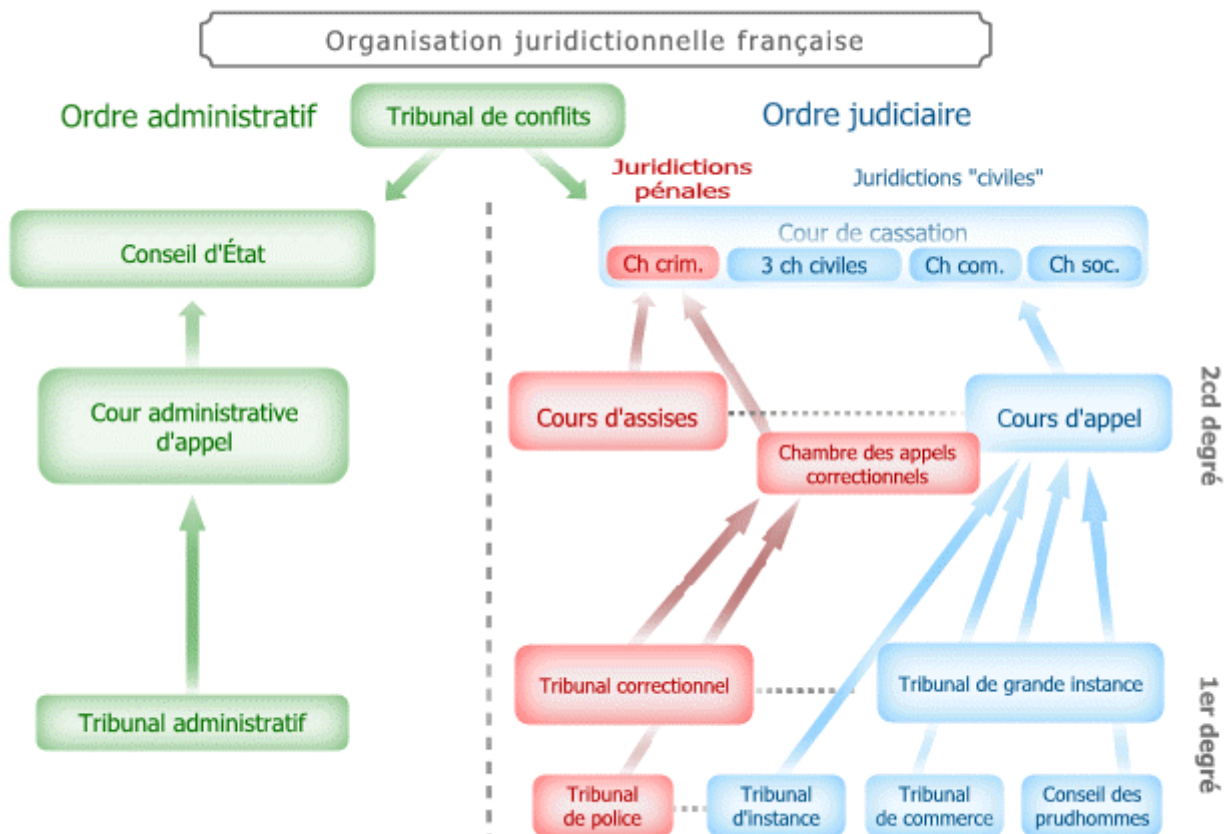 Organisation juridictionnelle française
Ordre administratif
Tribunal de conflits
Ordre judiciaire
Juridictions
pénales
Juridictions "civiles"
Conseil d'État
Cour de cassation
Ch crim.
3 ch civiles
Ch com.
Ch soc.
Cour administrative
d'appel
Cours d'assises
Cours d'appel
Chambre des appels
correctionnels
2cd degré
Tribunal administratif
Tribunal correctionnel
Tribunal de grande instance
1er degré
Tribunal
de police
Tribunal
d'instance
Tribunal
de commerce
Conseil des
prudhommes